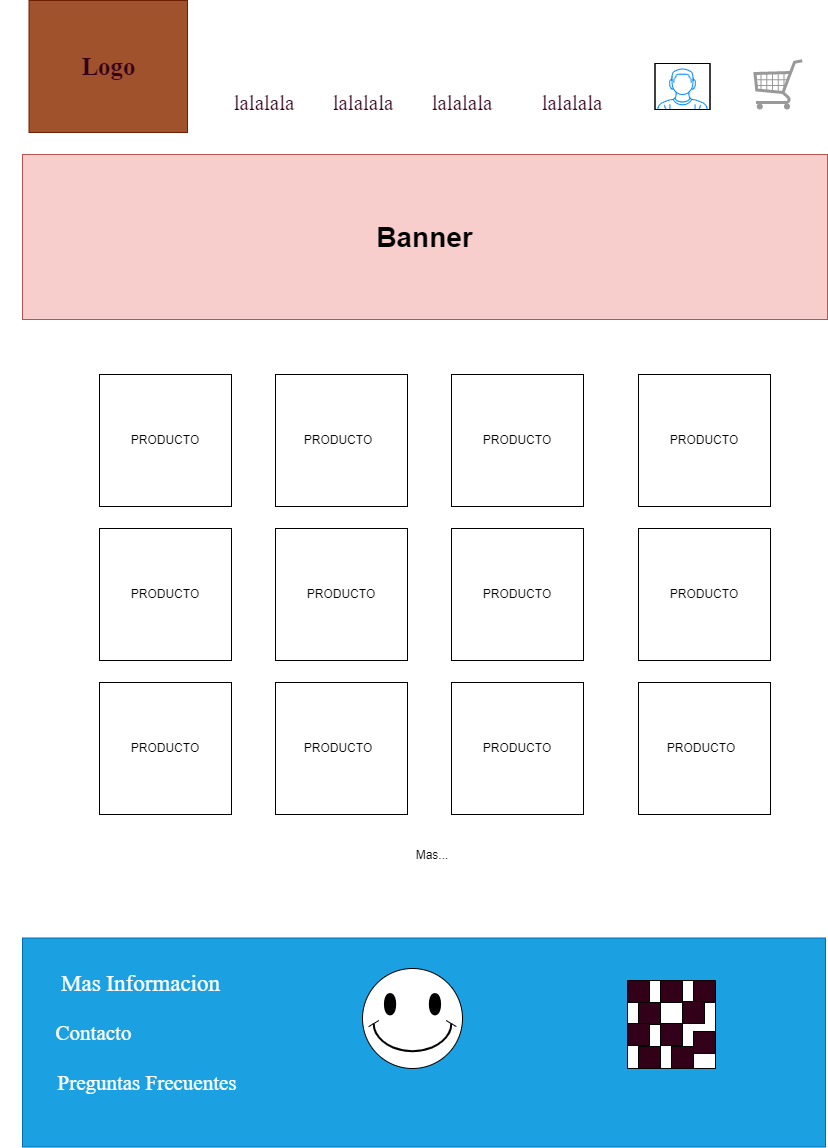 Logo
lalalala lalalala lalalala lalalala
Banner
PRODUCTO PRODUCTO PRODUCTO PRODUCTO
PRODUCTO PRODUCTO PRODUCTO PRODUCTO
PRODUCTO PRODUCTO PRODUCTO PRODUCTO
Mas...
Mas Informacion
Contacto
Preguntas Frecuentes